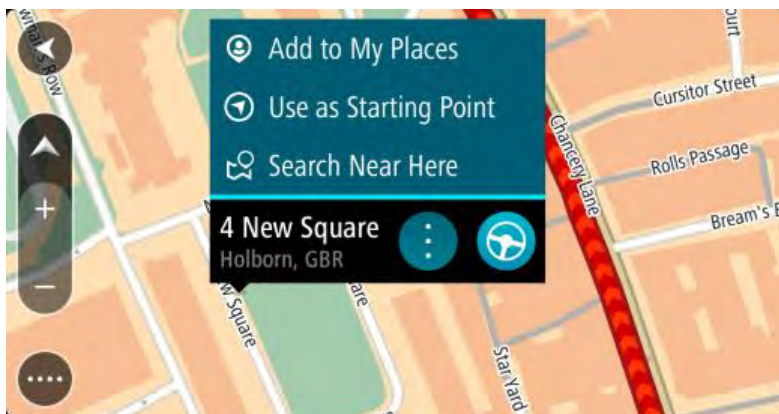 Add to My Places
Use as Starting Point
Search Near Here
4 New Square
Holborn, GBR
Row
Chancery Lane
Cursitor Street
Rolls Passage
Bream's
Square
Star Yard